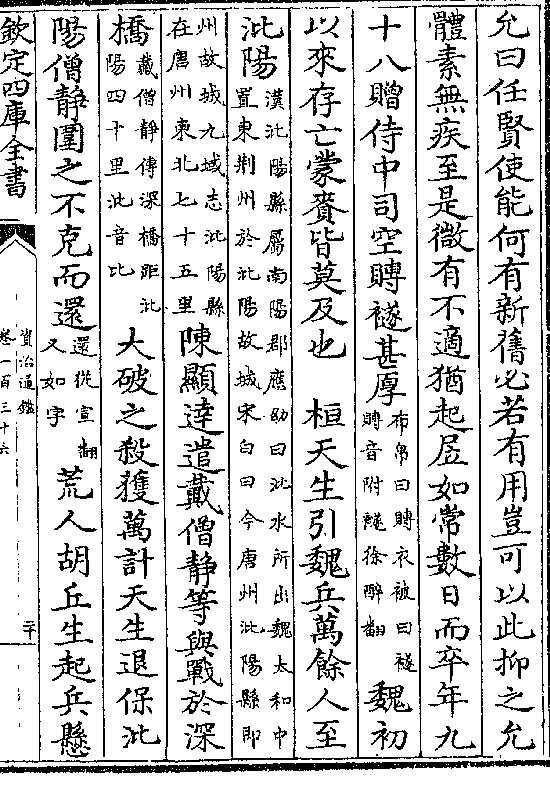 允曰任賢使能何有新舊必若有用豈可以此抑之允
體素無疾至是微有不適猶起居如常數日而卒年九
十八贈侍中司空賻襚甚厚布帛曰賻衣被曰襚賻音附襚徐醉翻魏初
以來存亡蒙賚皆莫及也 桓天生引魏兵萬餘人至
沘陽漢沘陽縣屬南陽郡應劭曰沘水所出魏太和中置東荆州於沘陽故城宋白曰今唐州沘陽縣即
州故城九域志沘陽縣在唐州東北七十五里陳顯達遣戴僧静等與戰於深
橋戴僧静傳深橋距沘陽四十里沘音比大破之殺獲萬計天生退保沘
陽僧静圍之不克而還還從宣翻又如字荒人胡丘生起兵懸
欽定四庫全書
資治通鑑
卷一百三十六
二十